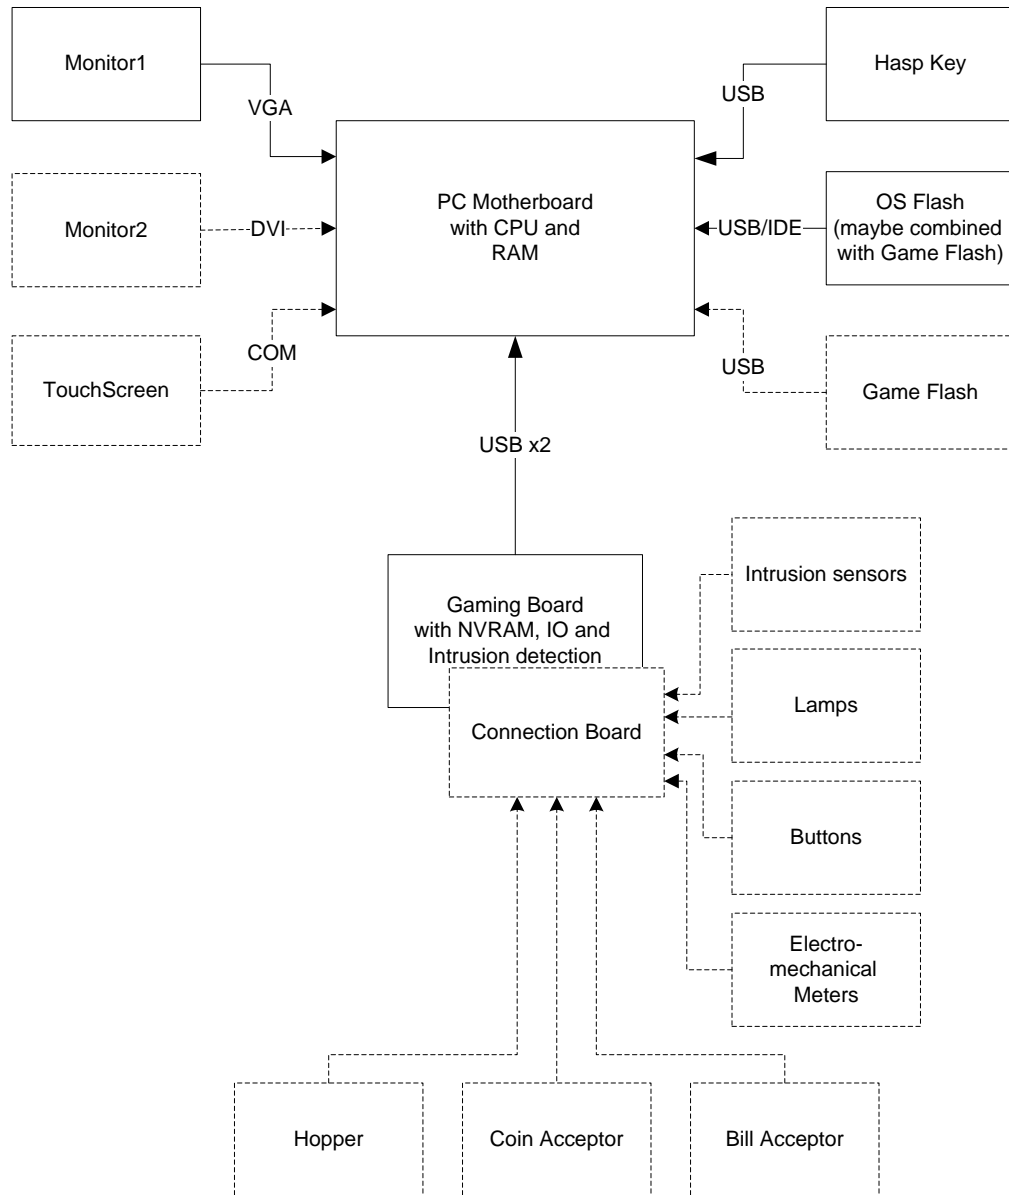 Monitor1
Hasp Key
VGA
USB
PC Motherboard
with CPU and
RAM
Monitor2
DVI
USB/IDE
OS Flash
(maybe combined
with Game Flash)
TouchScreen
COM
USB
Game Flash
USB x2
Intrusion sensors
Gaming Board
with NVRAM, IO and
Intrusion detection
Lamps
Connection Board
Buttons
Electro-
mechanical
Meters
Hopper
Coin Acceptor
Bill Acceptor